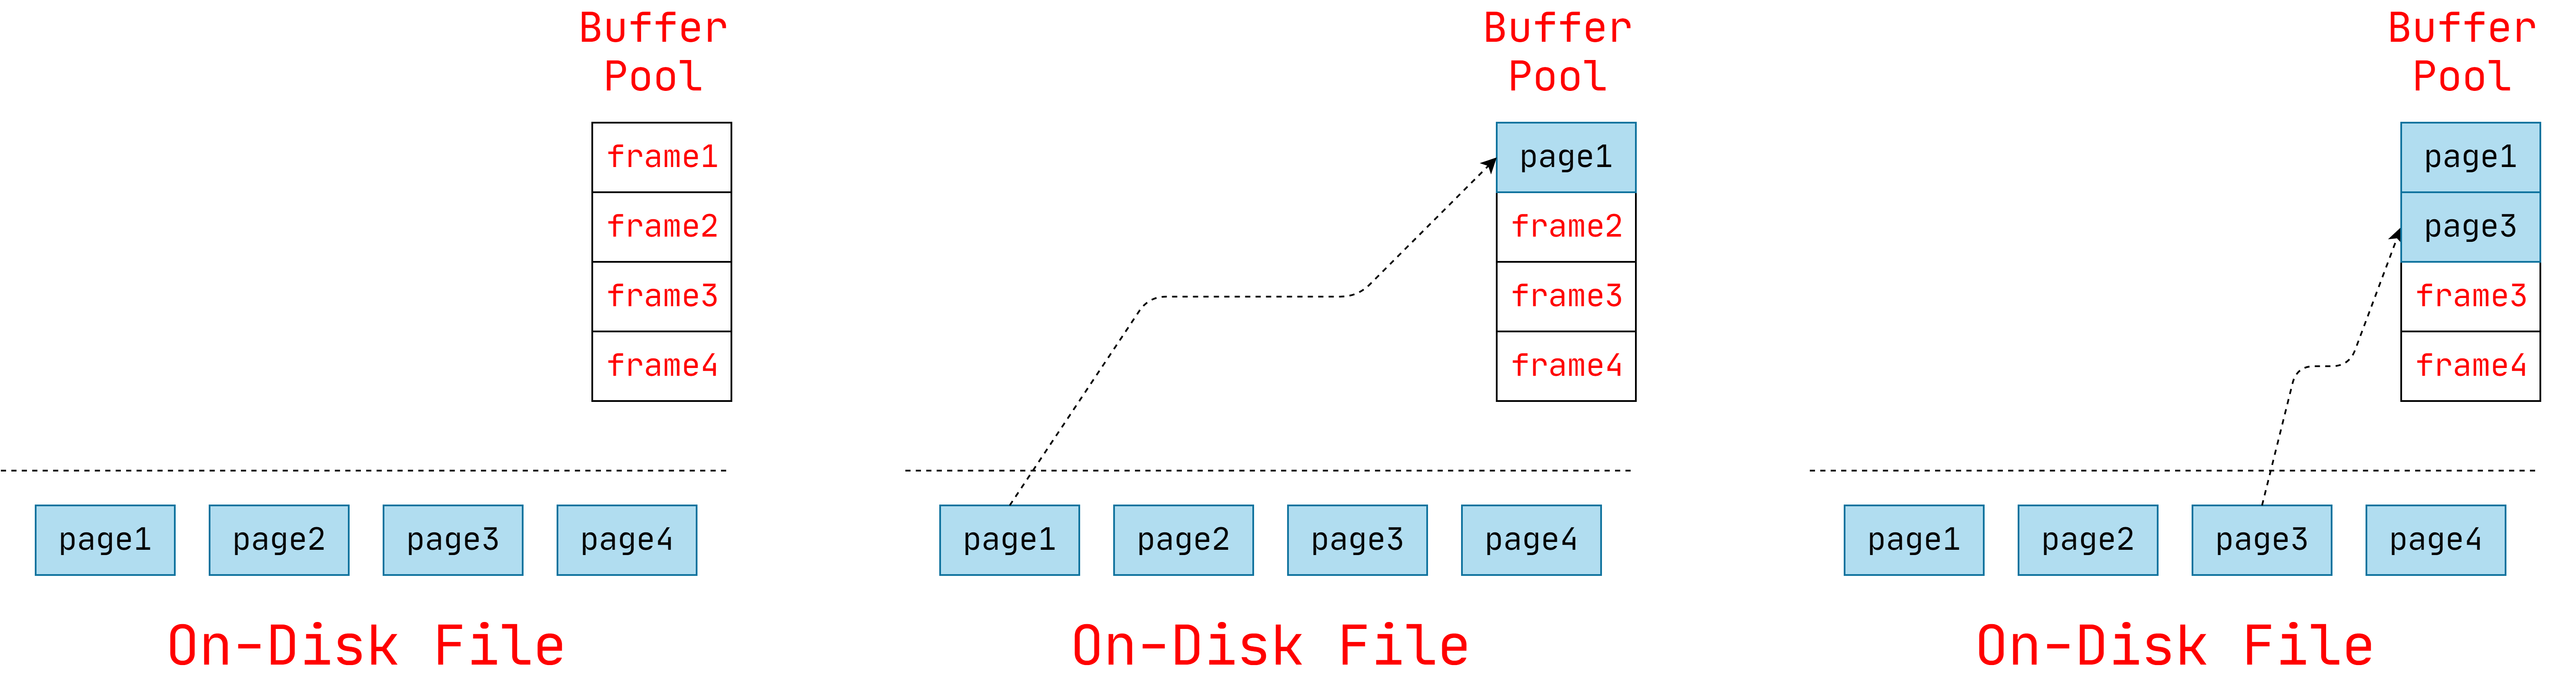 Buffer
Pool
frame1
frame2
frame3
frame4
page1 page2 page3 page4
On-Disk File
Buffer
Pool
page1
frame2
frame3
frame4
page1 page2 page3 page4
On-Disk File
Buffer
Pool
page1
page3
frame3
frame4
page1 page2 page3 page4
On-Disk File